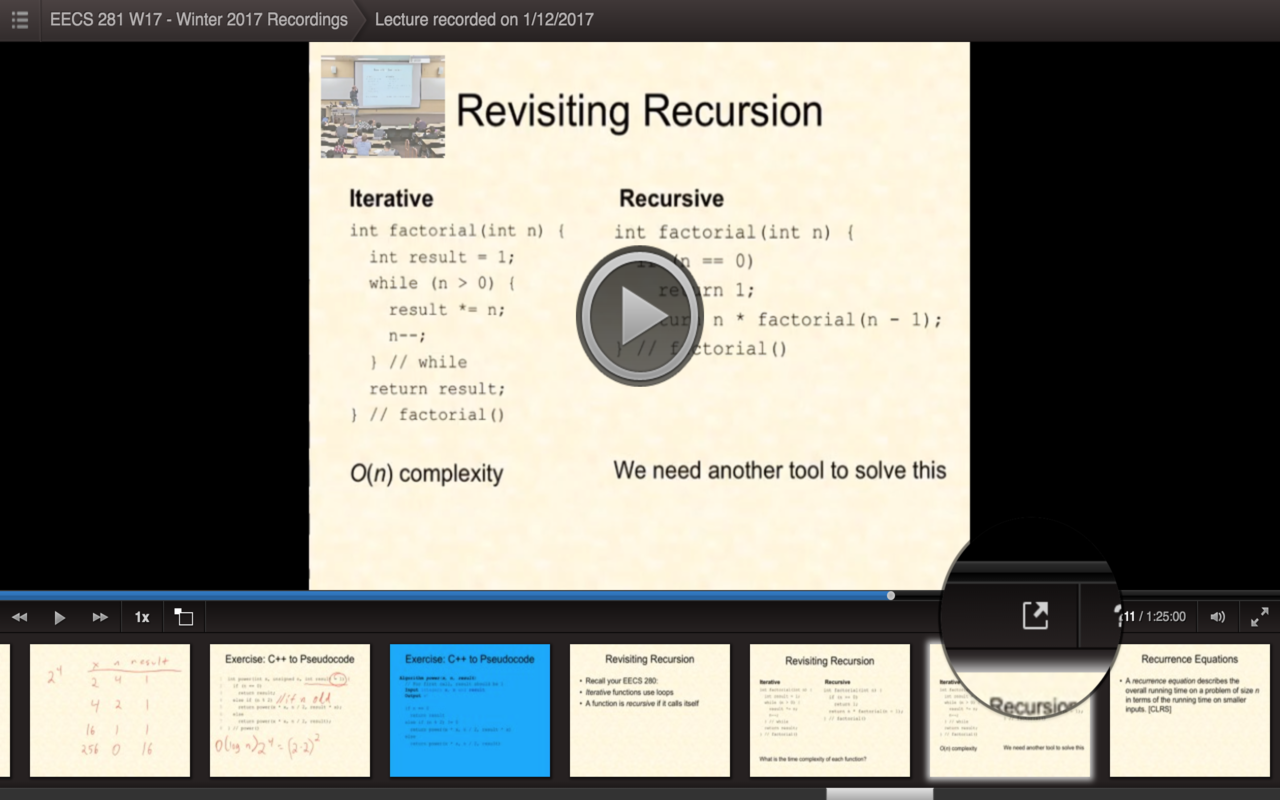 EECS 281 W17 - Winter 2017 Recordings
Lecture recorded on 1/12/2017
Revisiting Recursion
Iterative
int factorial(int n) {
int result = 1;
while (n > 0) {
result *= n;
n--;
} // while
return result;
} // factorial()
O(n) complexity
Recursive
int factorial(int n) {
(n == 0)
return 1;
n * factorial(n - 1);
} // factorial()
We need another tool to solve this
1x
11 / 1:25:00
2^4
x n result
2 4 1
4 2 1
16 1 1
256 0 16
Exercise: C++ to Pseudocode
// if n odd
O(log n) 2^4 = (2·2)^2
Exercise: C++ to Pseudocode
Revisiting Recursion
• Recall your EECS 280:
• Iterative functions use loops
• A function is recursive if it calls itself
Revisiting Recursion
Iterative
Recursive
What is the time complexity of each function?
Recursion
O(n) complexity
We need another tool to solve this
Recurrence Equations
• A recurrence equation describes the
overall running time on a problem of size n
in terms of the running time on smaller
inputs. [CLRS]